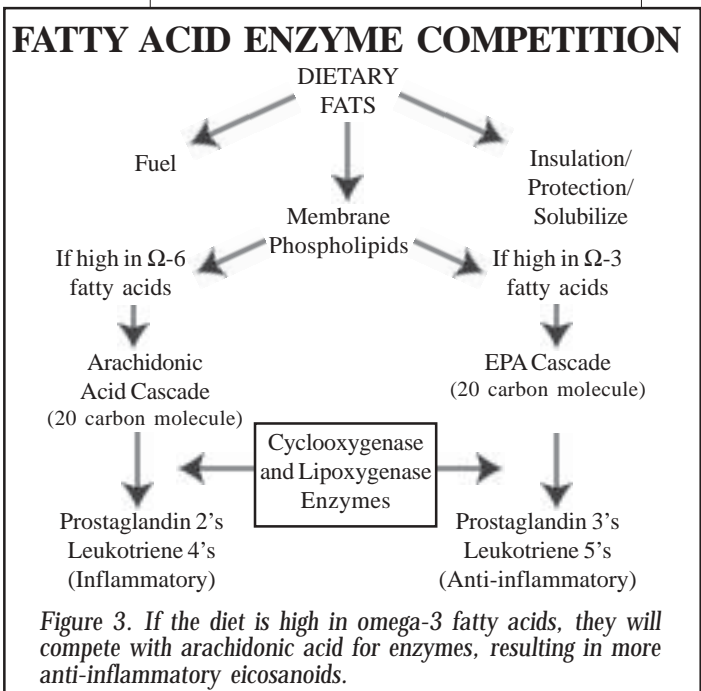 FATTY ACID ENZYME COMPETITION
DIETARY
FATS
Fuel
Insulation/
Protection/
Solubilize
Membrane
Phospholipids
If high in Ω-6
fatty acids
If high in Ω-3
fatty acids
Arachidonic
Acid Cascade
(20 carbon molecule)
EPA Cascade
(20 carbon molecule)
Cyclooxygenase
and Lipoxygenase
Enzymes
Prostaglandin 2's
Leukotriene 4's
(Inflammatory)
Prostaglandin 3's
Leukotriene 5's
(Anti-inflammatory)
Figure 3. If the diet is high in omega-3 fatty acids, they will
compete with arachidonic acid for enzymes, resulting in more
anti-inflammatory eicosanoids.